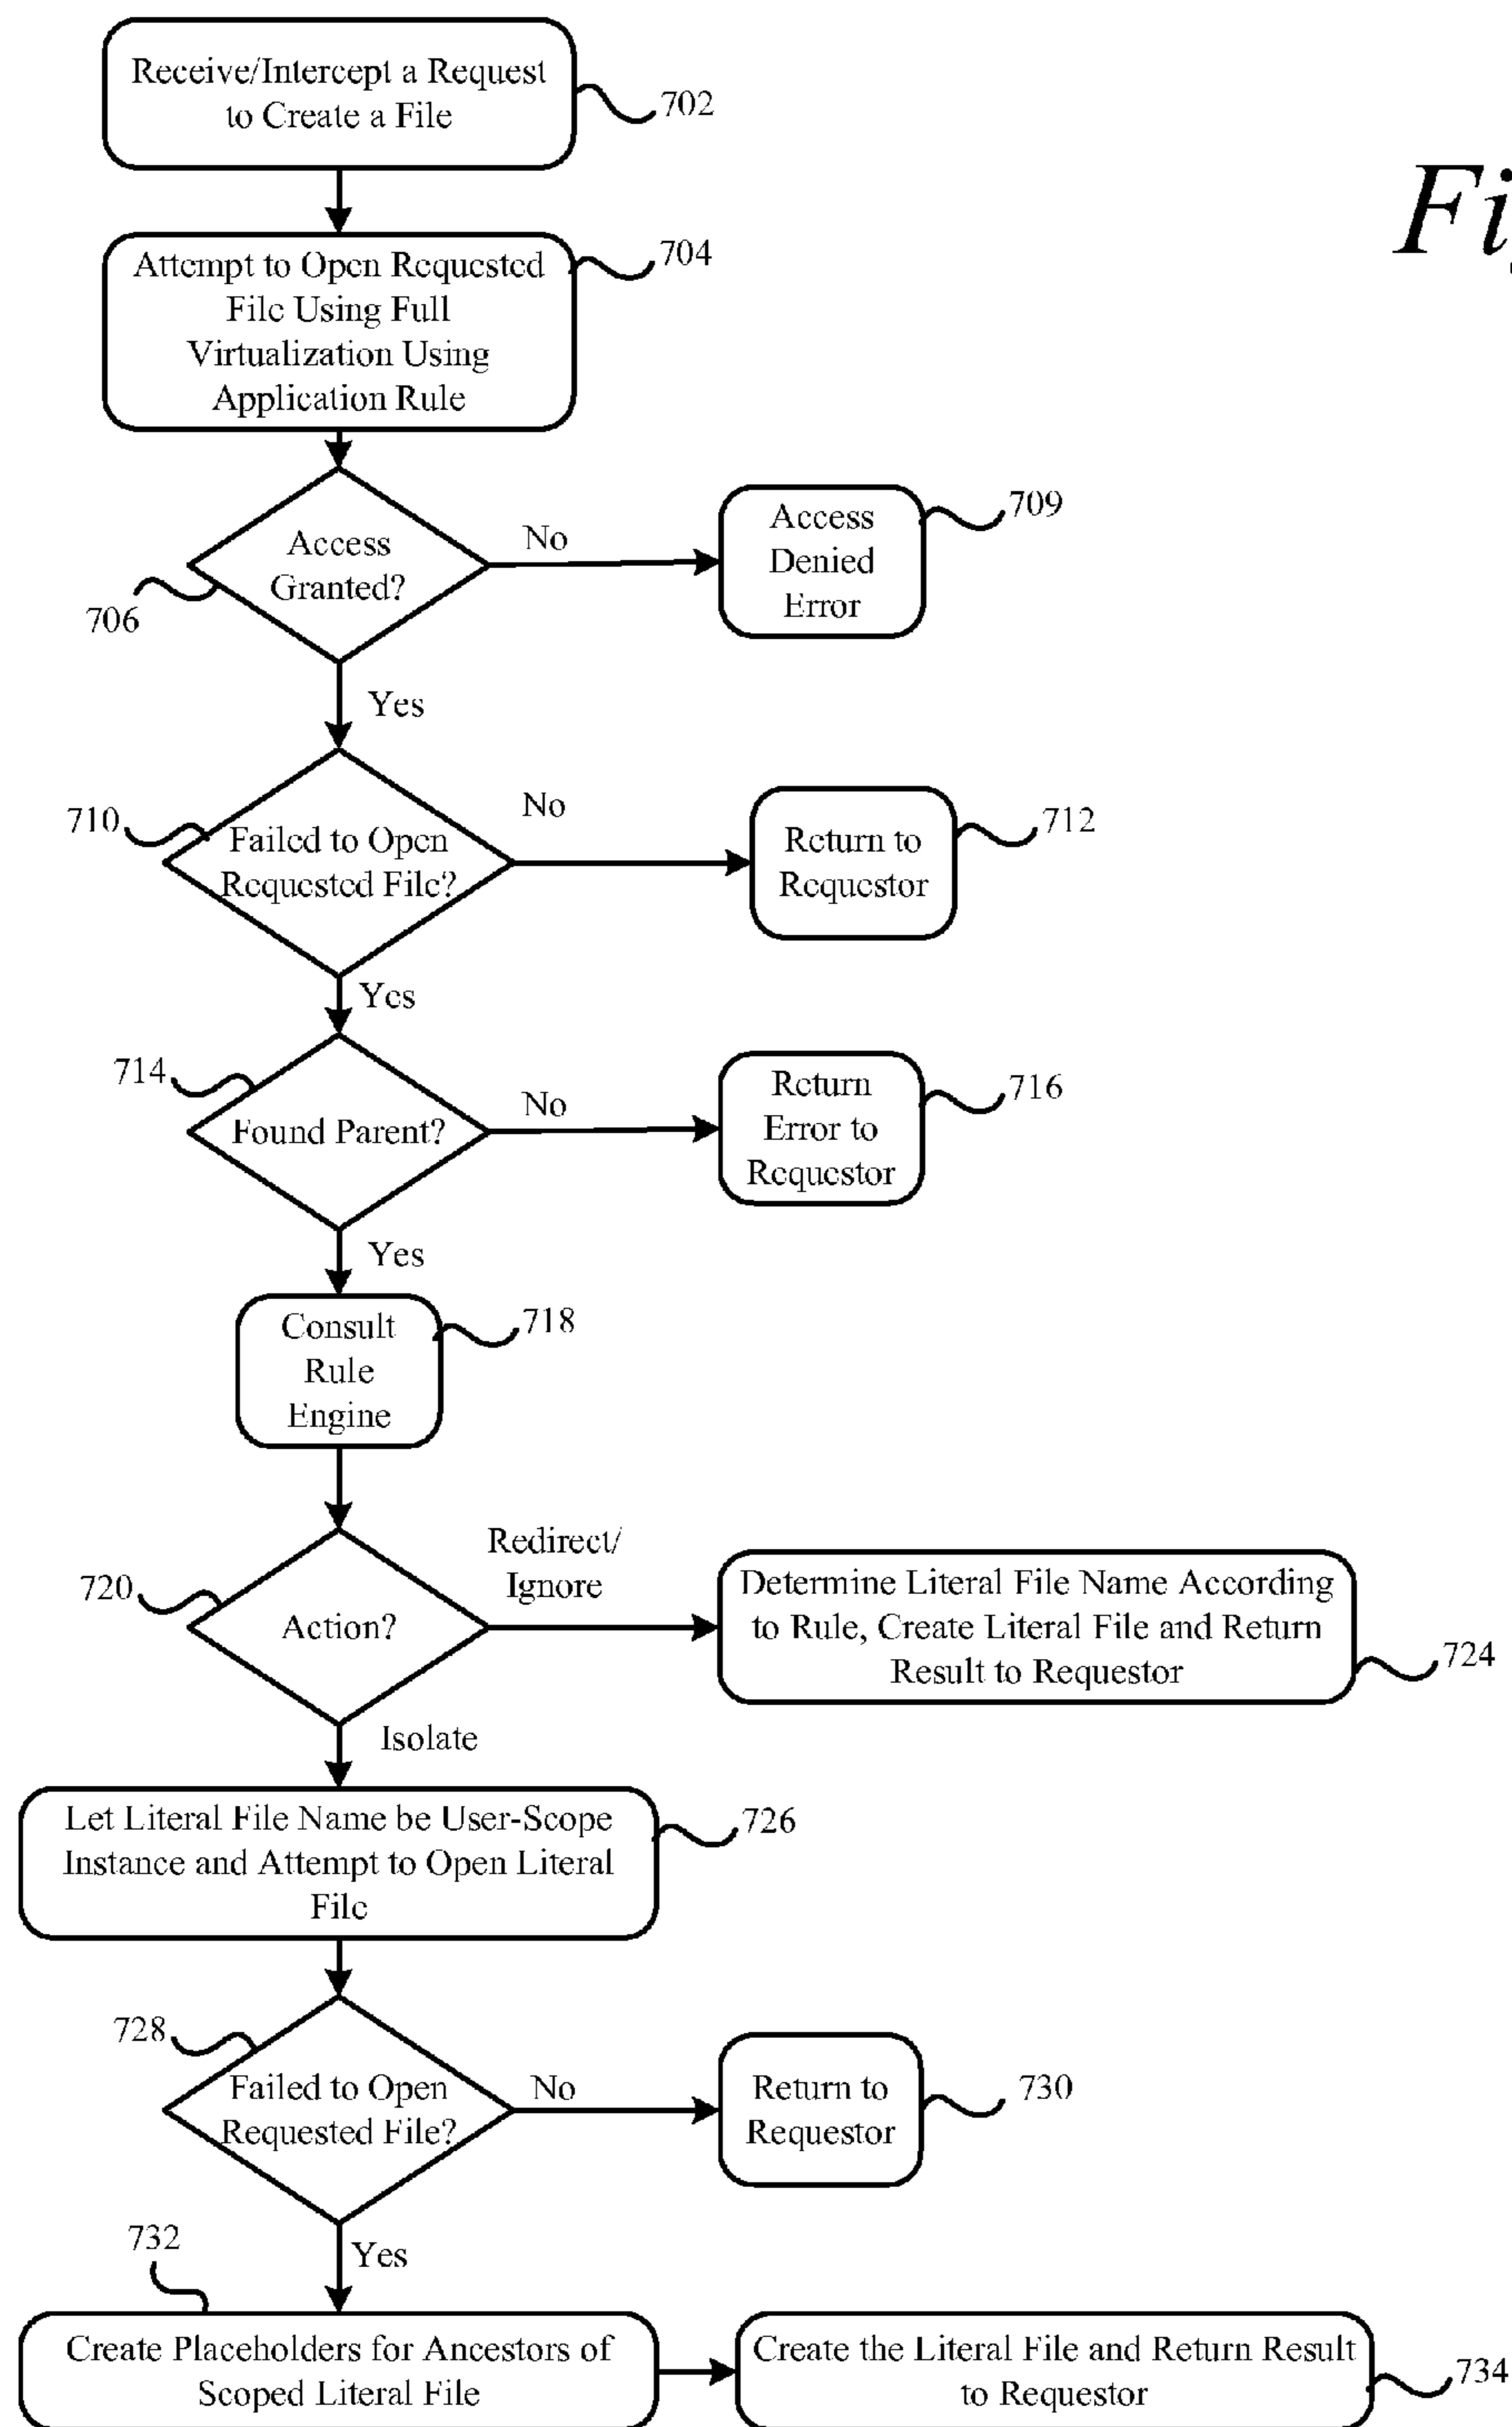 Receive/Intercept a Request
to Create a File
702
Fi
Attempt to Open Requested
File Using Full
Virtualization Using
Application Rule
704
Access
Granted?
706
No
Access
Denied
Error
709
Yes
710
Failed to Open
Requested File?
No
Return to
Requestor
712
Yes
714
Found Parent?
No
Return
Error to
Requestor
716
Yes
Consult
Rule
Engine
718
720
Action?
Redirect/
Ignore
Determine Literal File Name According
to Rule, Create Literal File and Return
Result to Requestor
724
Isolate
Let Literal File Name be User-Scope
Instance and Attempt to Open Literal
File
726
728
Failed to Open
Requested File?
No
Return to
Requestor
730
732
Yes
Create Placeholders for Ancestors of
Scoped Literal File
Create the Literal File and Return Result
to Requestor
734